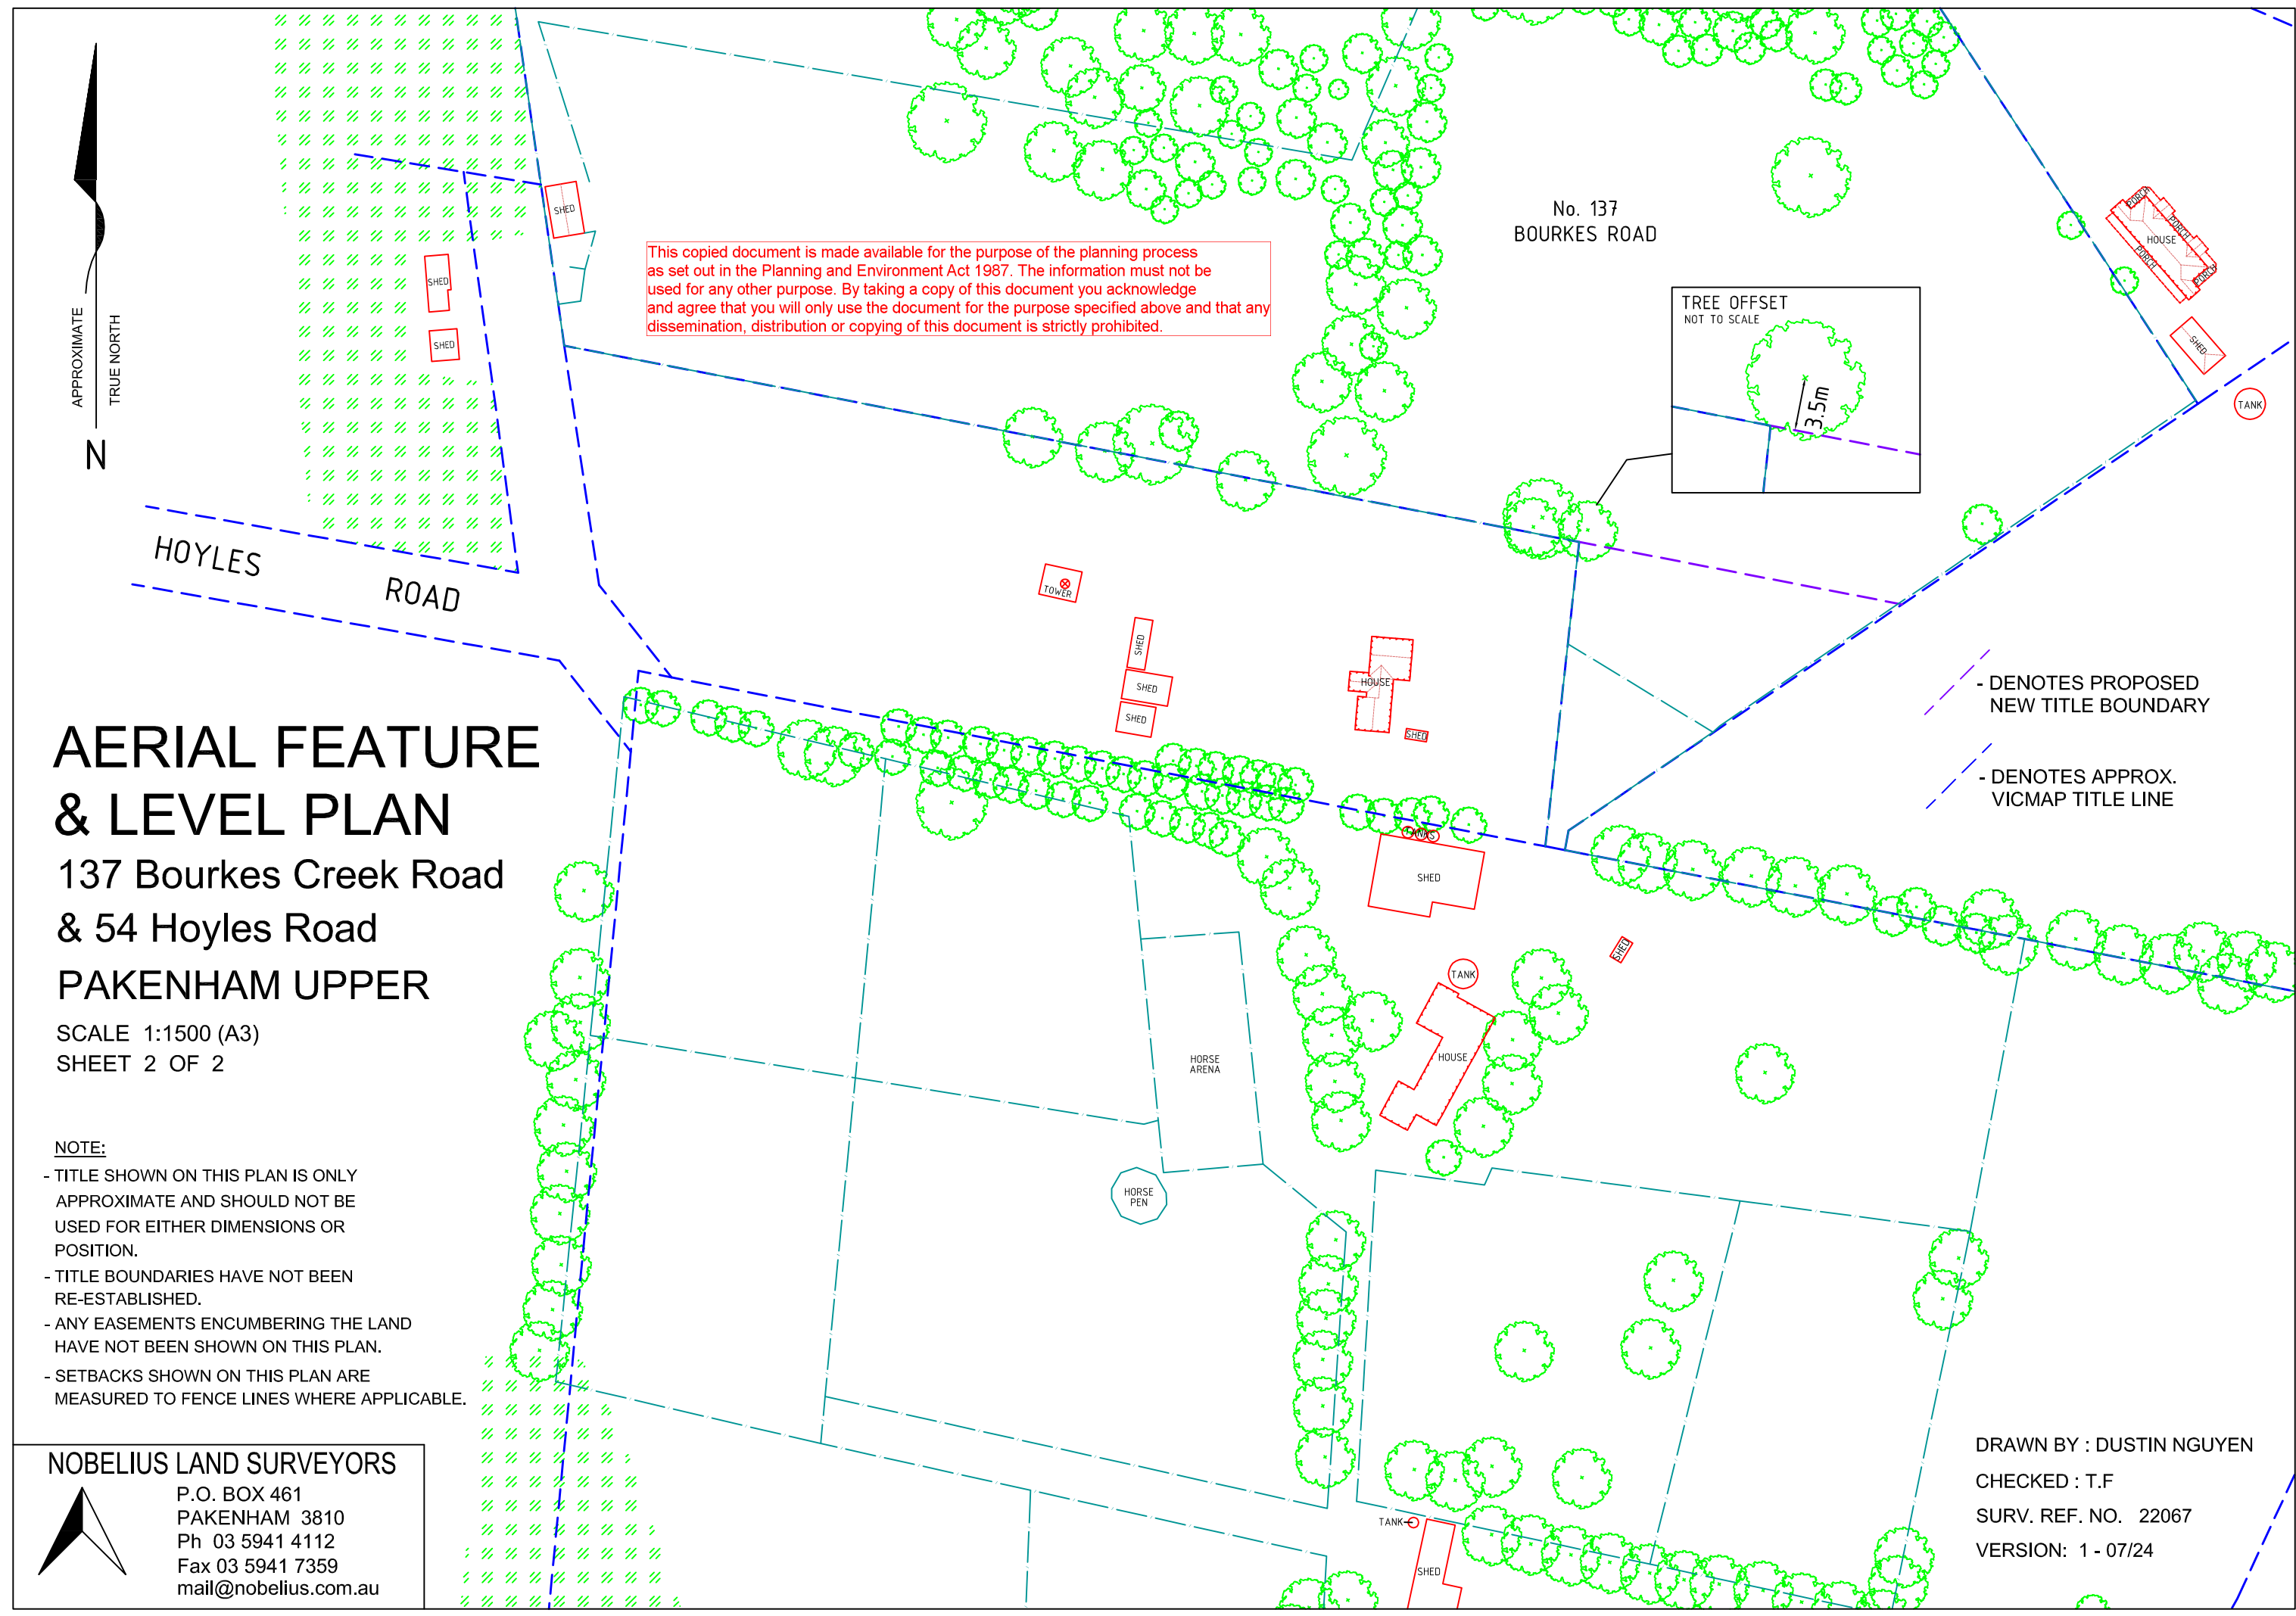 APPROXIMATE
TRUE NORTH
N
HOYLES ROAD
SHED
SHED
SHED
This copied document is made available for the purpose of the planning process
as set out in the Planning and Environment Act 1987. The information must not be
used for any other purpose. By taking a copy of this document you acknowledge
and agree that you will only use the document for the purpose specified above and that any
dissemination, distribution or copying of this document is strictly prohibited.
No. 137
BOURKES ROAD
TREE OFFSET
NOT TO SCALE
3.5m
PORCH
PORCH
HOUSE
PORCH
PORCH
SHED
TANK
TOWER
SHED
SHED
SHED
HOUSE
SHED
- DENOTES PROPOSED
NEW TITLE BOUNDARY
- DENOTES APPROX.
VICMAP TITLE LINE
TANKS
SHED
SHED
TANK
HOUSE
HORSE
ARENA
HORSE
PEN
TANK
SHED
AERIAL FEATURE
& LEVEL PLAN
137 Bourkes Creek Road
& 54 Hoyles Road
PAKENHAM UPPER
SCALE 1:1500 (A3)
SHEET 2 OF 2
NOTE:
- TITLE SHOWN ON THIS PLAN IS ONLY
APPROXIMATE AND SHOULD NOT BE
USED FOR EITHER DIMENSIONS OR
POSITION.
- TITLE BOUNDARIES HAVE NOT BEEN
RE-ESTABLISHED.
- ANY EASEMENTS ENCUMBERING THE LAND
HAVE NOT BEEN SHOWN ON THIS PLAN.
- SETBACKS SHOWN ON THIS PLAN ARE
MEASURED TO FENCE LINES WHERE APPLICABLE.
NOBELIUS LAND SURVEYORS
P.O. BOX 461
PAKENHAM 3810
Ph 03 5941 4112
Fax 03 5941 7359
mail@nobelius.com.au
DRAWN BY : DUSTIN NGUYEN
CHECKED : T.F
SURV. REF. NO. 22067
VERSION: 1 - 07/24